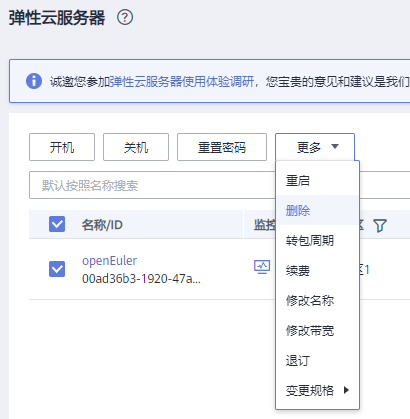 弹性云服务器
诚邀您参加弹性云服务器使用体验调研，您宝贵的意见和建议是我们
开机 关机 重置密码 更多
默认按照名称搜索
重启
删除
名称/ID 监控 区
转包周期
openEuler
00ad36b3-1920-47a...
区1
续费
修改名称
修改带宽
退订
变更规格